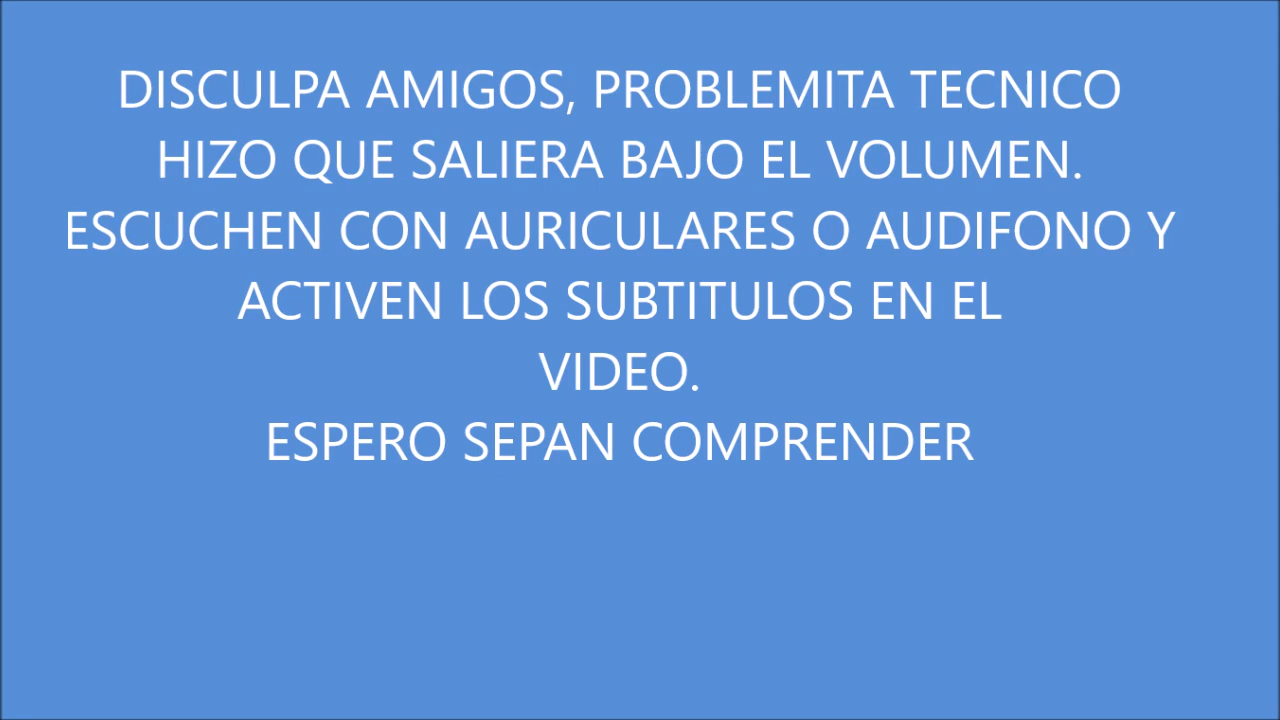 DISCULPA AMIGOS, PROBLEMITA TECNICO
HIZO QUE SALIERA BAJO EL VOLUMEN.
ESCUCHEN CON AURICULARES O AUDIFONO Y
ACTIVEN LOS SUBTITULOS EN EL
VIDEO.
ESPERO SEPAN COMPRENDER